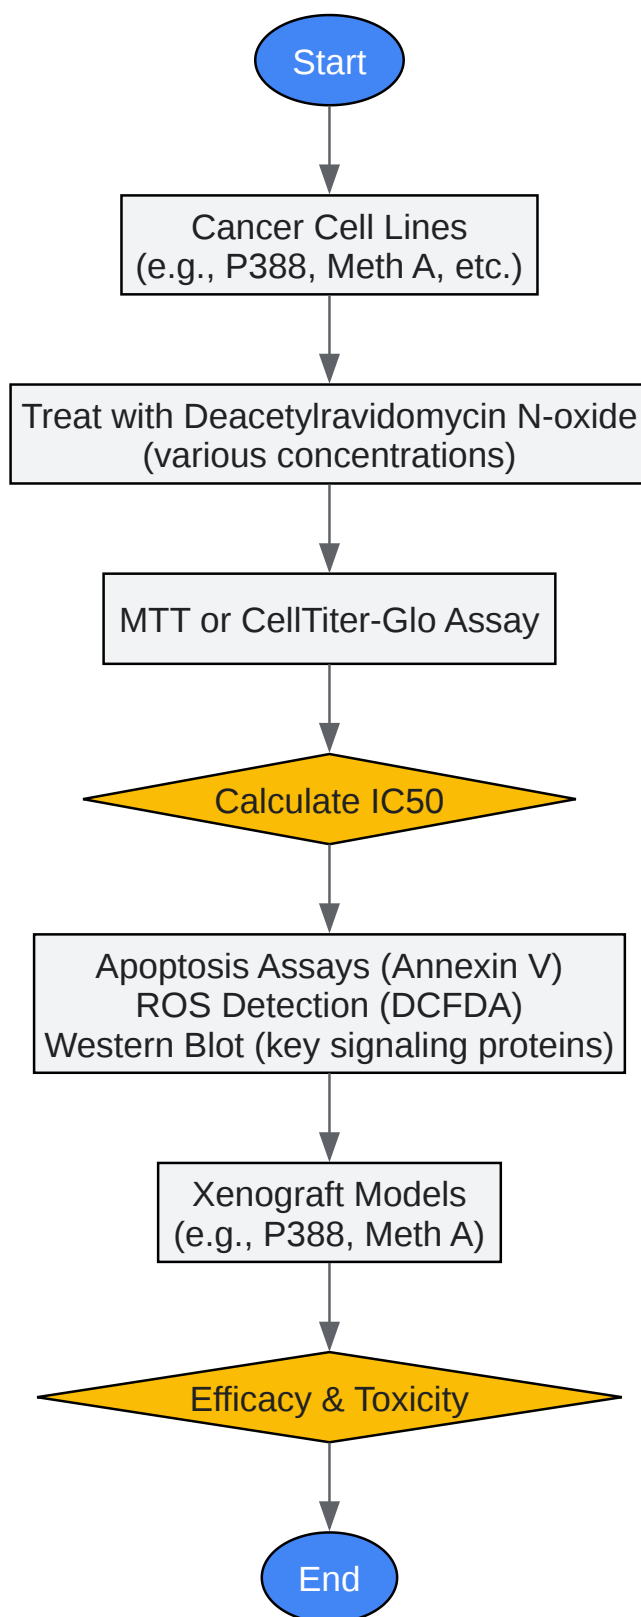 Start
Cancer Cell Lines
(e.g., P388, Meth A, etc.)
Treat with Deacetylravidomycin N-oxide
(various concentrations)
MTT or CellTiter-Glo Assay
Calculate IC50
Apoptosis Assays (Annexin V)
ROS Detection (DCFDA)
Western Blot (key signaling proteins)
Xenograft Models
(e.g., P388, Meth A)
Efficacy & Toxicity
End